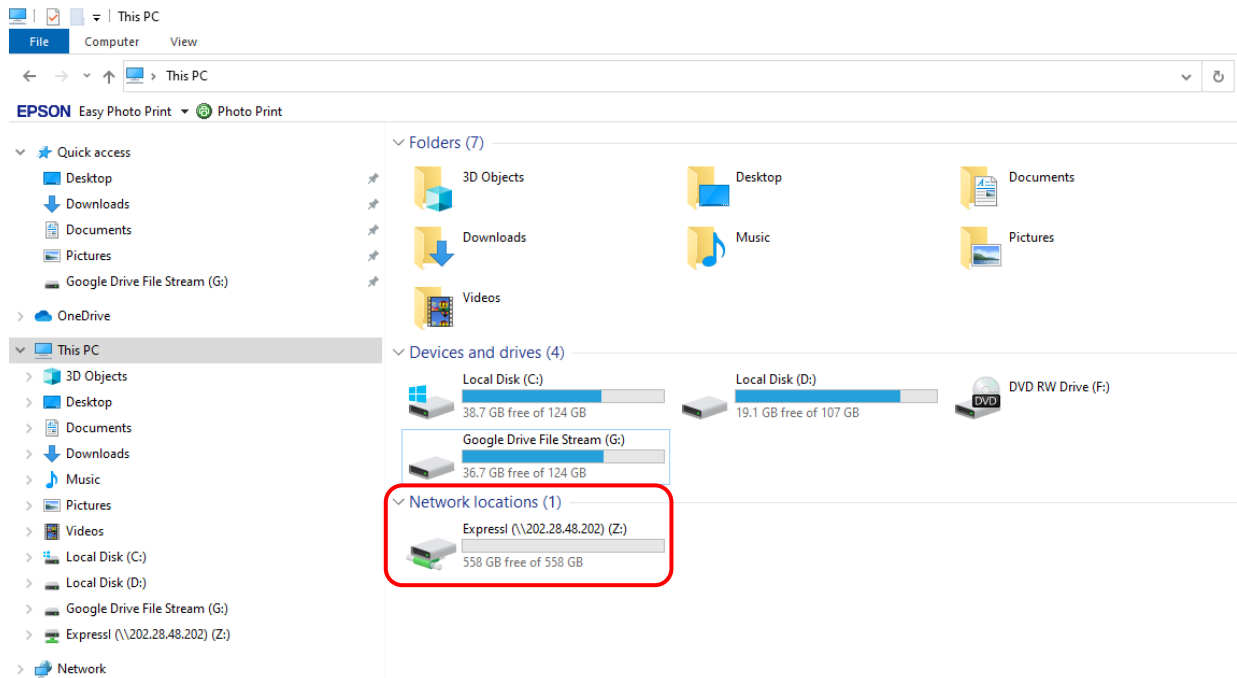 This PC
File Computer View
This PC
EPSON Easy Photo Print Photo Print
Quick access
Desktop
Downloads
Documents
Pictures
Google Drive File Stream (G:)
OneDrive
This PC
3D Objects
Desktop
Documents
Downloads
Music
Pictures
Videos
Local Disk (C:)
Local Disk (D:)
Google Drive File Stream (G:)
Expressl (\\202.28.48.202) (Z:)
Network
Folders (7)
3D Objects
Desktop
Documents
Downloads
Music
Pictures
Videos
Devices and drives (4)
Local Disk (C:)
38.7 GB free of 124 GB
Local Disk (D:)
19.1 GB free of 107 GB
DVD
DVD RW Drive (F:)
Google Drive File Stream (G:)
36.7 GB free of 124 GB
Network locations (1)
Expressl (\\202.28.48.202) (Z:)
558 GB free of 558 GB